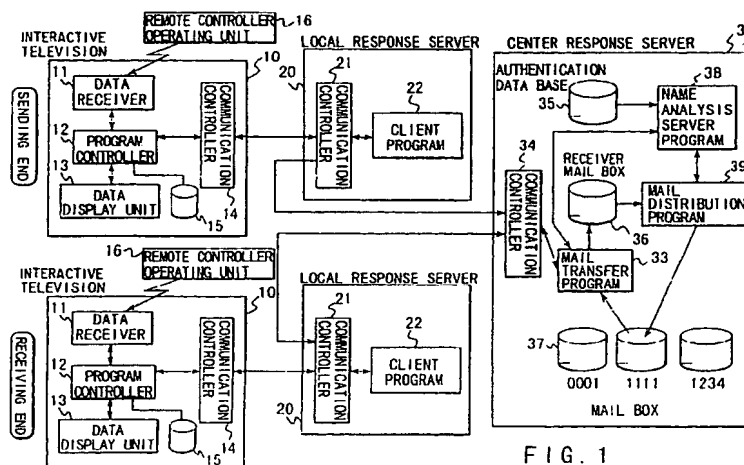 REMOTE CONTROLLER
OPERATING UNIT
16
INTERACTIVE
TELEVISION
10
SENDING END
11
DATA
RECEIVER
12
PROGRAM
CONTROLLER
13
DATA
DISPLAY UNIT
15
COMMUNICATION
CONTROLLER
14
LOCAL RESPONSE SERVER
20
21
COMMUNICATION
CONTROLLER
22
CLIENT
PROGRAM
CENTER RESPONSE SERVER
AUTHENTICATION
DATA BASE
35
38
NAME
ANALYSIS
SERVER
PROGRAM
34
COMMUNICATION
CONTROLLER
RECEIVER
MAIL BOX
36
39
MAIL
DISTRIBUTION
PROGRAM
33
MAIL
TRANSFER
PROGRAM
37
0001
1111
1234
MAIL BOX
16
REMOTE CONTROLLER
OPERATING UNIT
INTERACTIVE
TELEVISION
10
RECEIVING END
11
DATA
RECEIVER
12
PROGRAM
CONTROLLER
13
DATA
DISPLAY UNIT
15
COMMUNICATION
CONTROLLER
14
LOCAL RESPONSE SERVER
20
21
COMMUNICATION
CONTROLLER
22
CLIENT
PROGRAM
FIG. 1